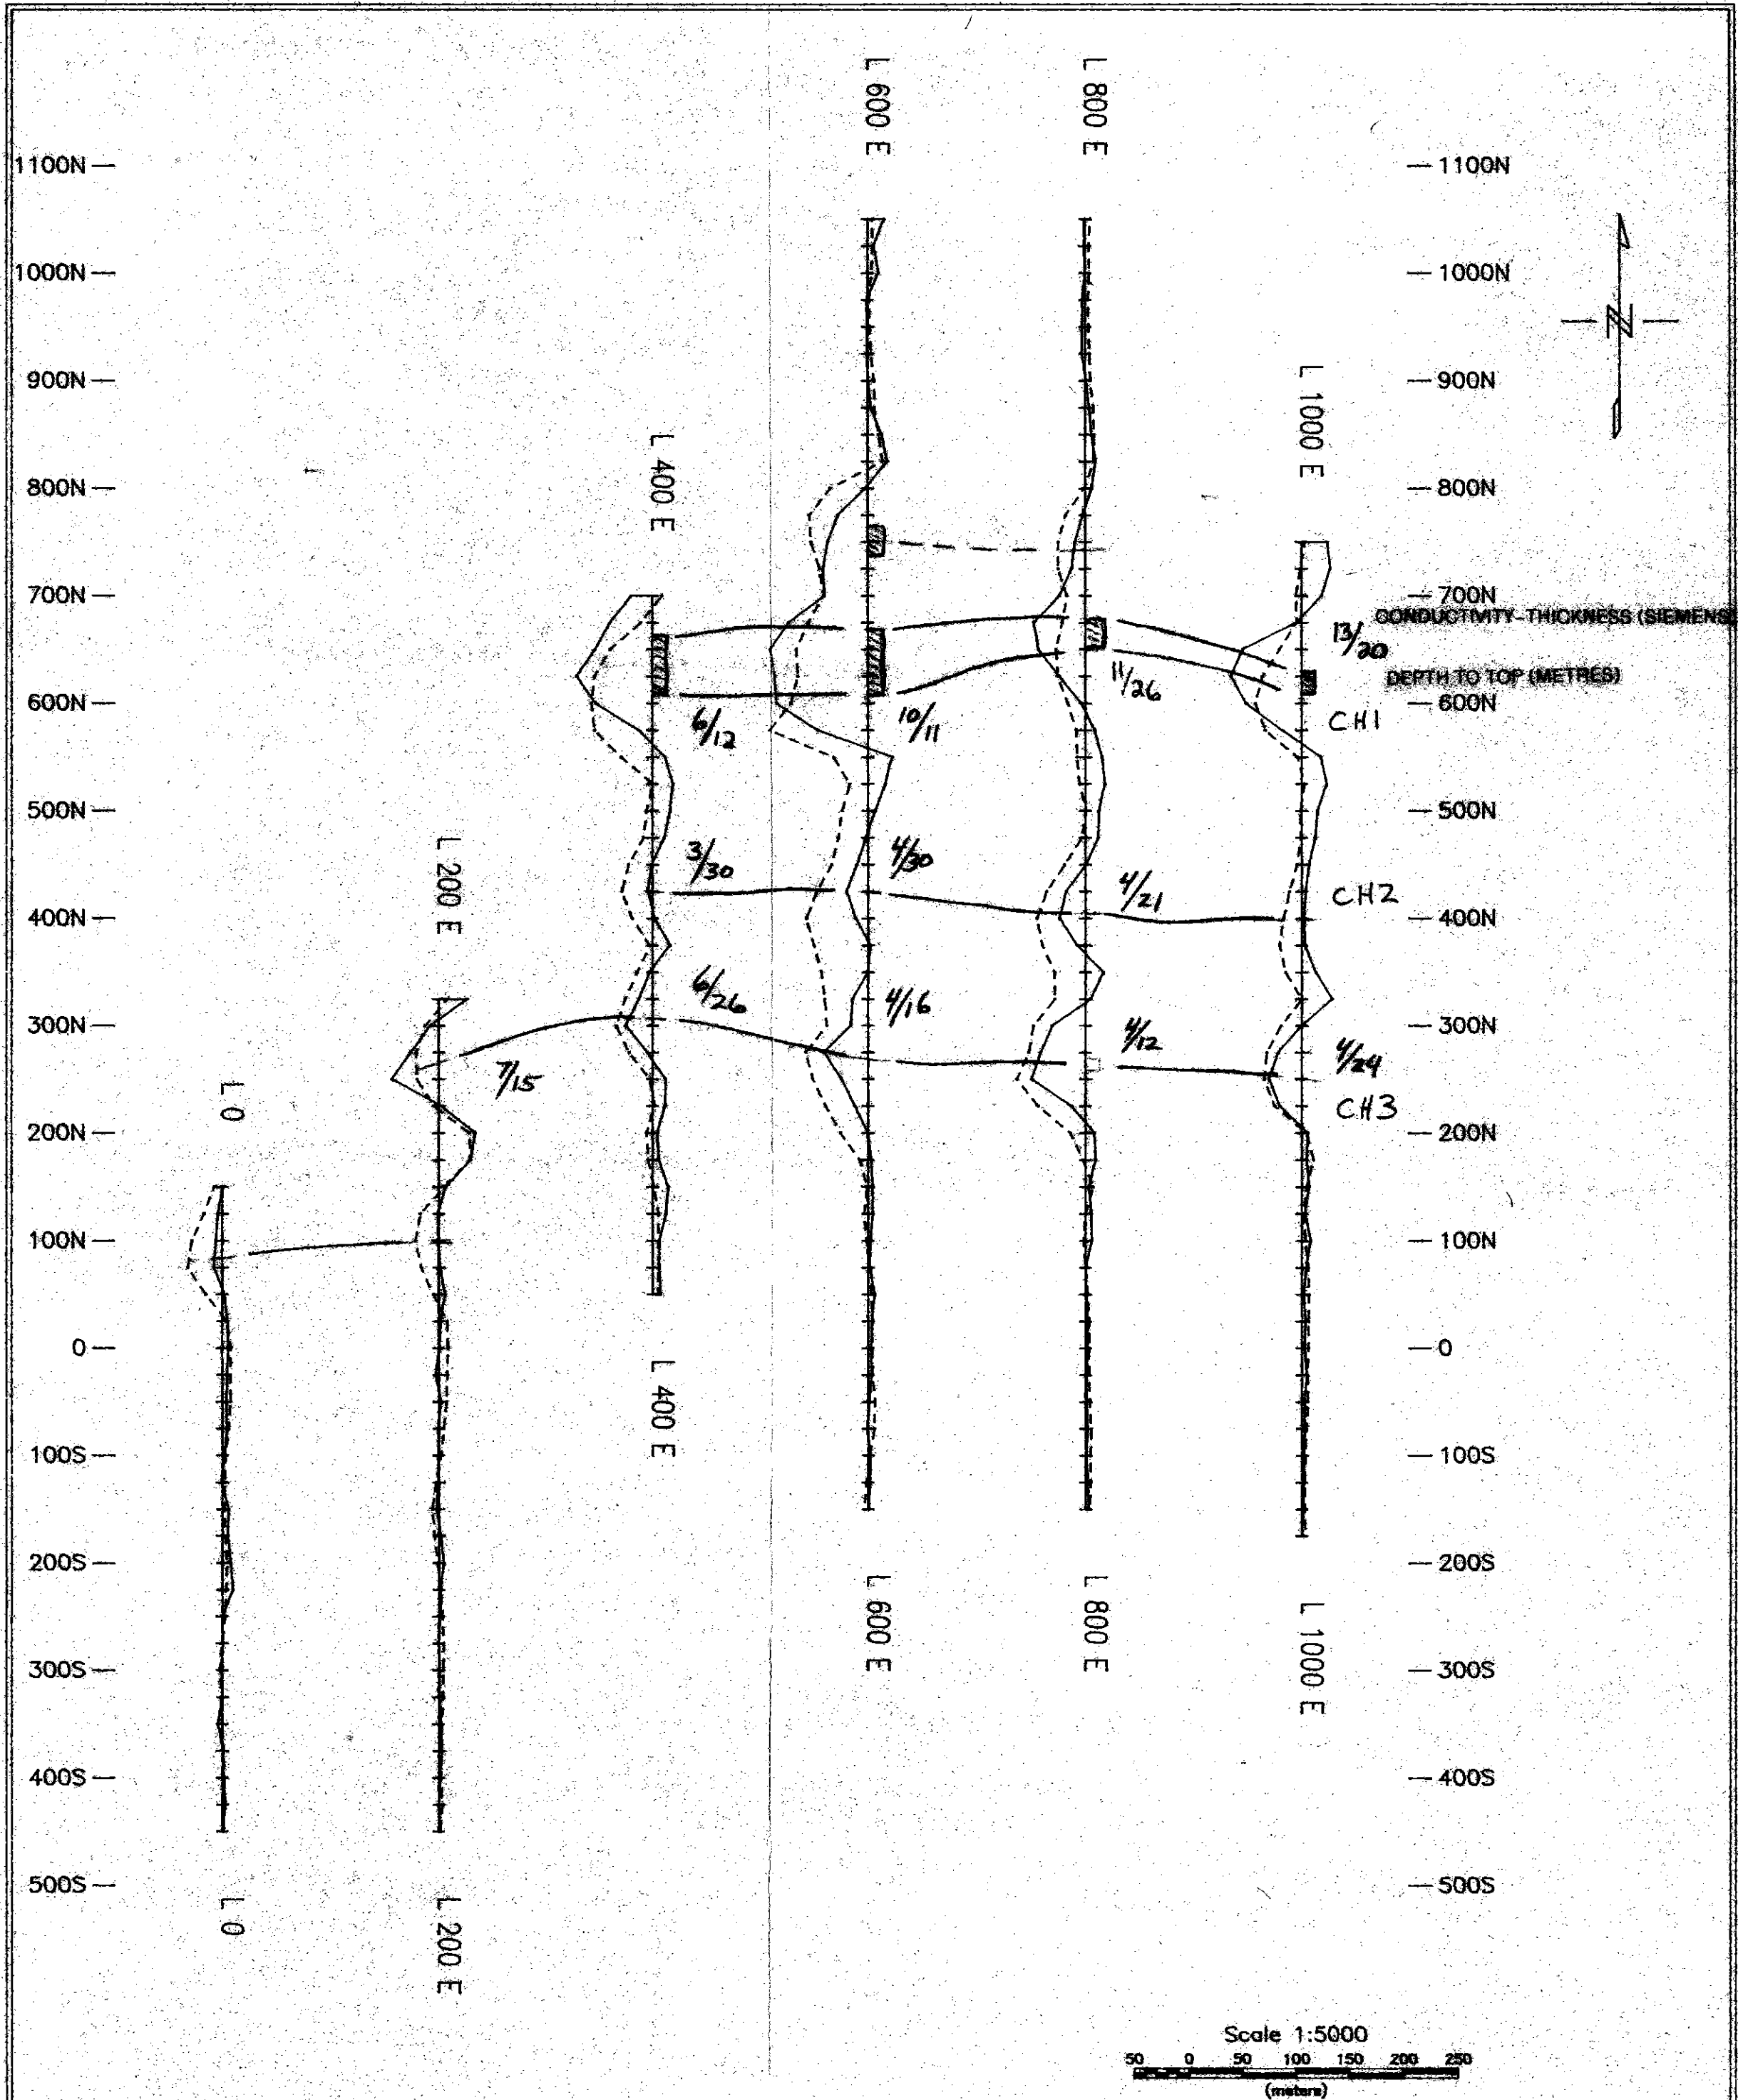 L 600 E
L 800 E
1100N
1100N
1000N
1000N
900N
900N
L 1000 E
L 400 E
800N
800N
700N
700N
CONDUCTIVITY-THICKNESS (SIEMENS)
13/20
DEPTH TO TOP (METRES)
11/26
600N
600N
6/12
10/11
CH1
500N
500N
L 200 E
3/30
4/30
4/21
CH2
400N
400N
6/26
4/16
300N
300N
4/12
4/24
7/15
L 0
CH3
200N
200N
100N
100N
0
0
L 400 E
100S
100S
200S
200S
L 600 E
L 800 E
L 1000 E
300S
300S
400S
400S
500S
500S
L 0
L 200 E
Scale 1:5000
50 0 50 100 150 200 250
(meters)
N